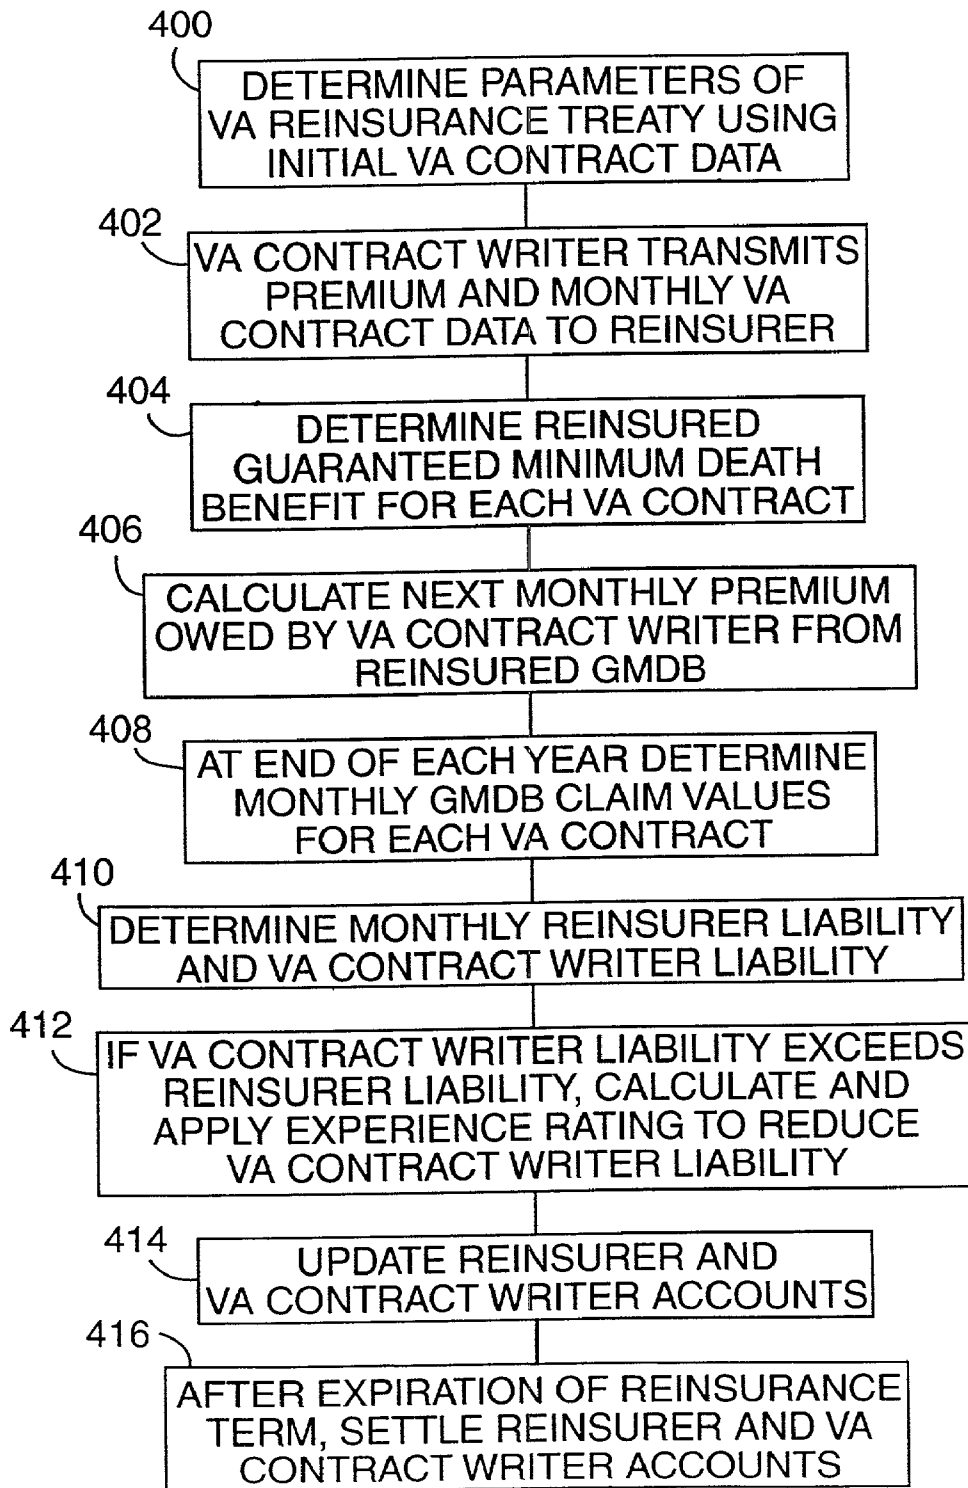 400
DETERMINE PARAMETERS OF
VA REINSURANCE TREATY USING
INITIAL VA CONTRACT DATA
402
VA CONTRACT WRITER TRANSMITS
PREMIUM AND MONTHLY VA
CONTRACT DATA TO REINSURER
404
DETERMINE REINSURED
GUARANTEED MINIMUM DEATH
BENEFIT FOR EACH VA CONTRACT
406
CALCULATE NEXT MONTHLY PREMIUM
OWED BY VA CONTRACT WRITER FROM
REINSURED GMDB
408
AT END OF EACH YEAR DETERMINE
MONTHLY GMDB CLAIM VALUES
FOR EACH VA CONTRACT
410
DETERMINE MONTHLY REINSURER LIABILITY
AND VA CONTRACT WRITER LIABILITY
412
IF VA CONTRACT WRITER LIABILITY EXCEEDS
REINSURER LIABILITY, CALCULATE AND
APPLY EXPERIENCE RATING TO REDUCE
VA CONTRACT WRITER LIABILITY
414
UPDATE REINSURER AND
VA CONTRACT WRITER ACCOUNTS
416
AFTER EXPIRATION OF REINSURANCE
TERM, SETTLE REINSURER AND VA
CONTRACT WRITER ACCOUNTS